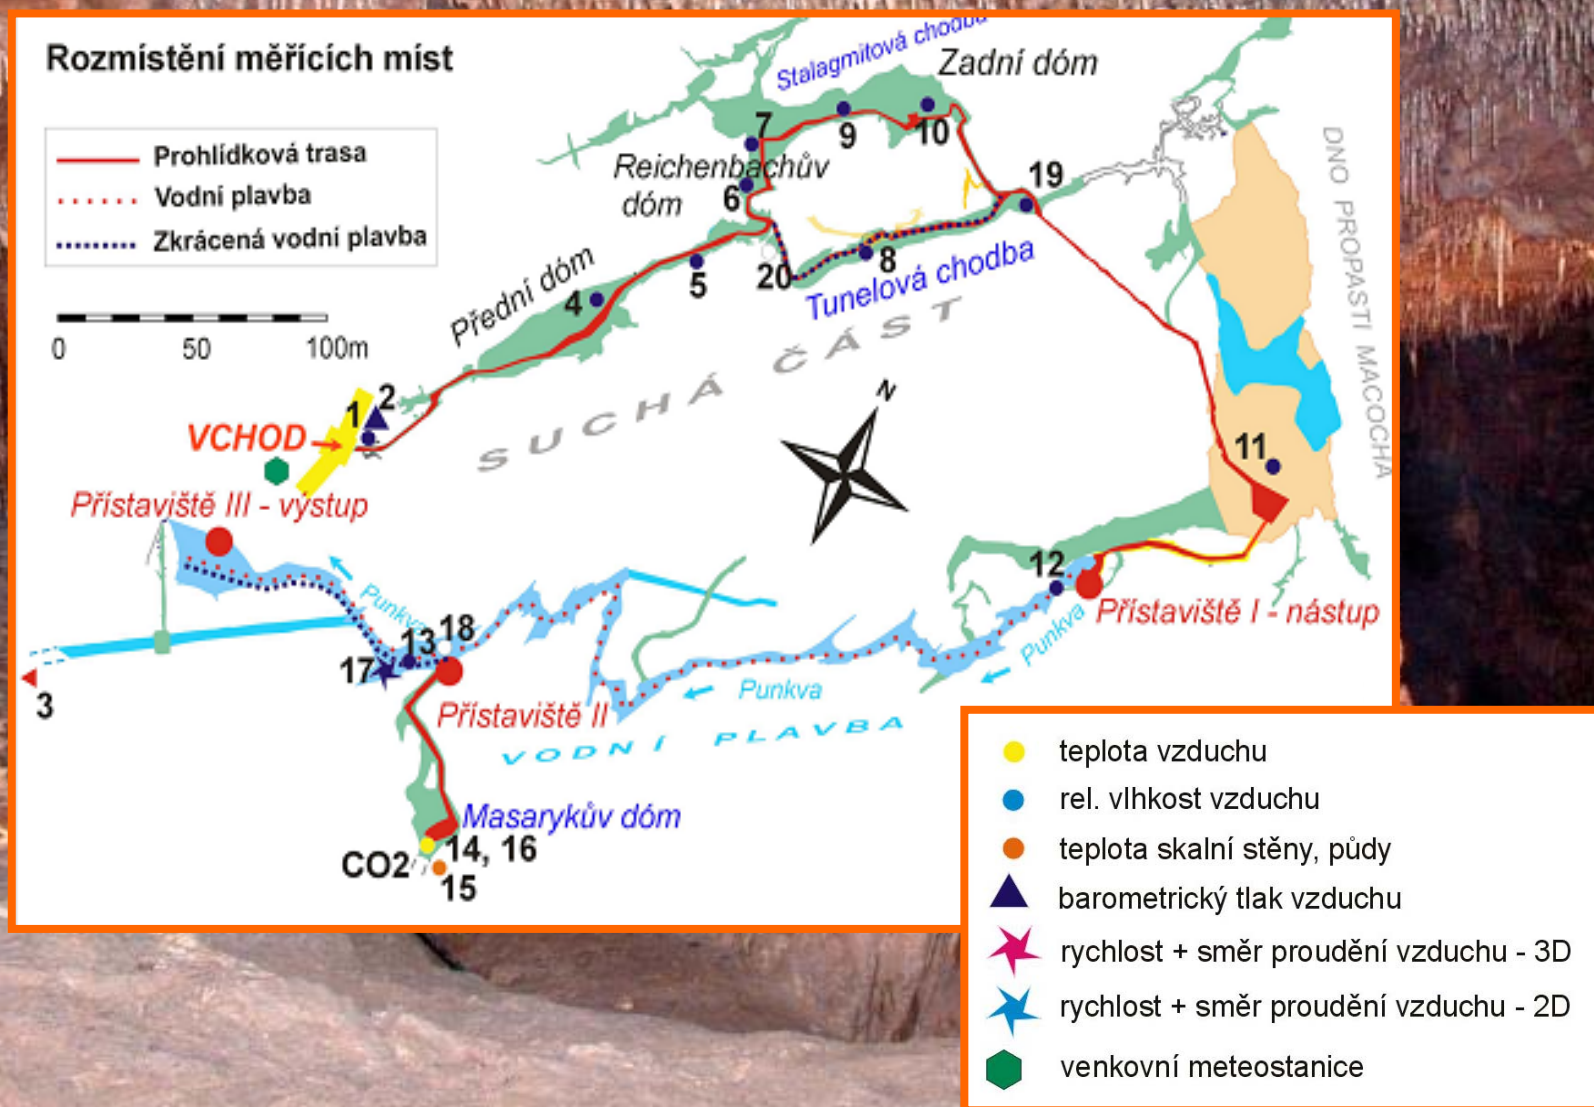 Rozmístění měřících míst
Prohlídková trasa
Vodní plavba
Zkrácená vodní plavba
0 50 100m
Stalagmitová chodba
Zadní dóm
7
9
10
Reichenbachův
dóm
6
19
DNO PROPASTI MACOCHA
Přední dóm
4
5
20
8
Tunelová chodba
SUCHÁ ČÁST
N
1
2
VCHOD
11
Přístaviště III - výstup
12
Přístaviště I - nástup
Punkva
Punkva
Punkva
13
18
17
3
Přístaviště II
VODNÍ PLAVBA
Masarykův dóm
CO2
14, 16
15
teplota vzduchu
rel. vlhkost vzduchu
teplota skalní stěny, půdy
barometrický tlak vzduchu
rychlost + směr proudění vzduchu - 3D
rychlost + směr proudění vzduchu - 2D
venkovní meteostanice